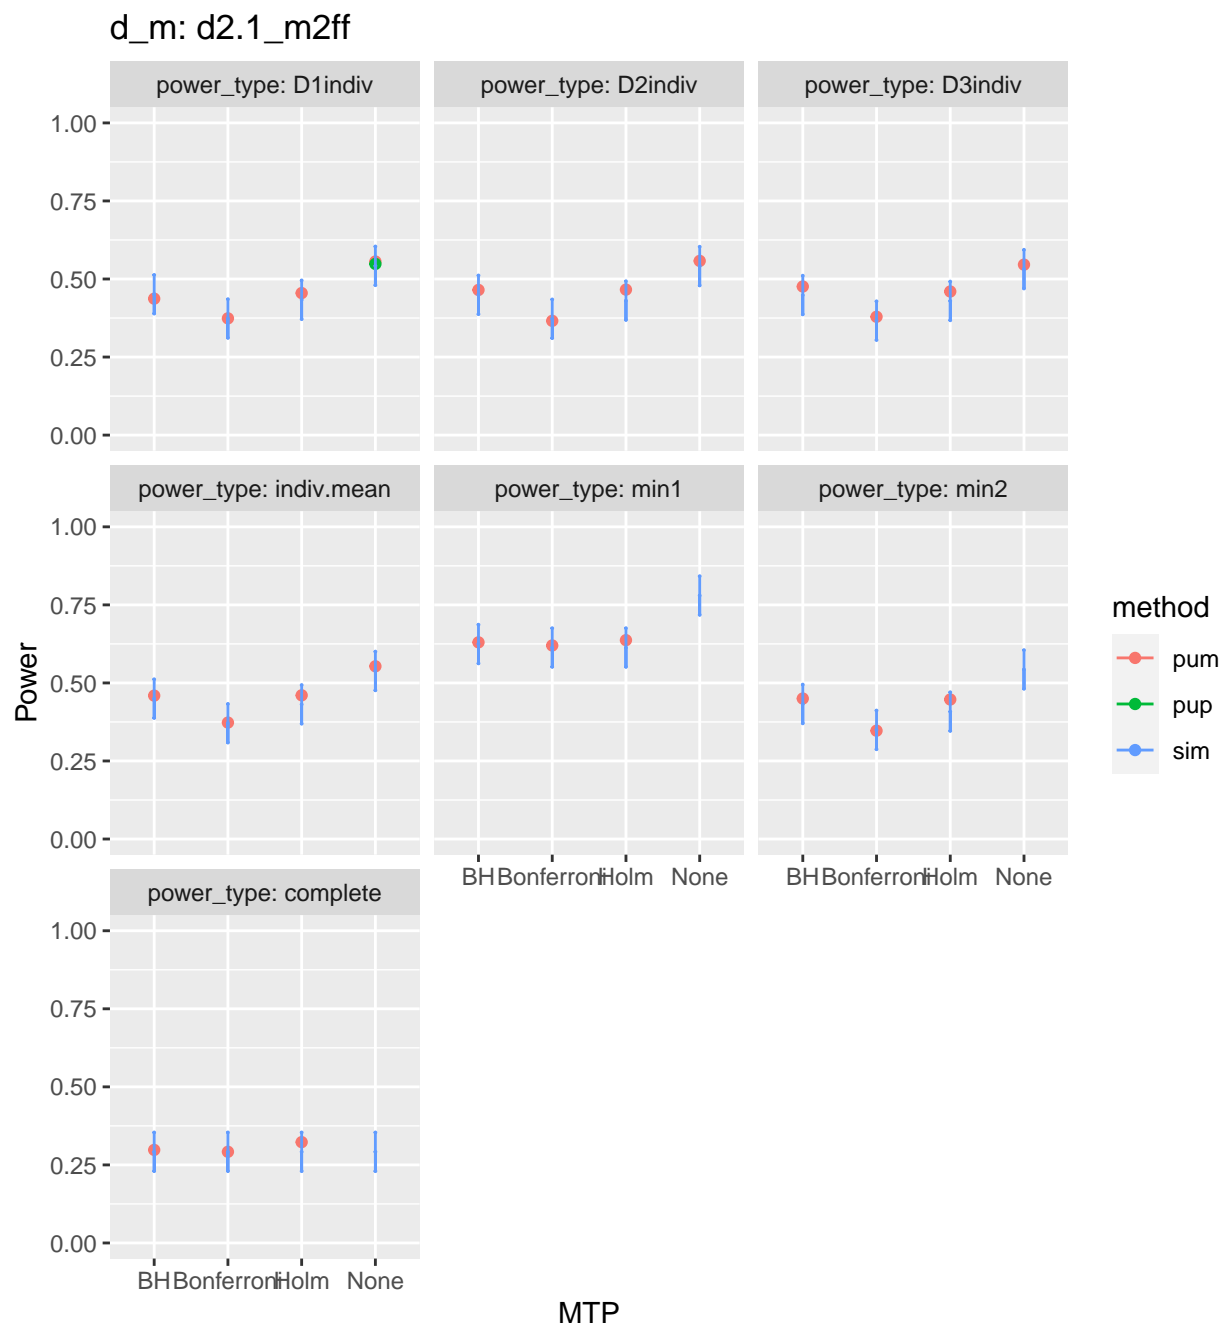 d_m: d2.1_m2ff
power_type: D1indiv
power_type: D2indiv
power_type: D3indiv
1.00
0.75
0.50
0.25
0.00
power_type: indiv.mean
power_type: min1
power_type: min2
1.00
0.75
0.50
0.25
0.00
BH Bonferroni Holm None
BH Bonferroni Holm None
power_type: complete
1.00
0.75
0.50
0.25
0.00
BH Bonferroni Holm None
Power
MTP
method
pum
pup
sim